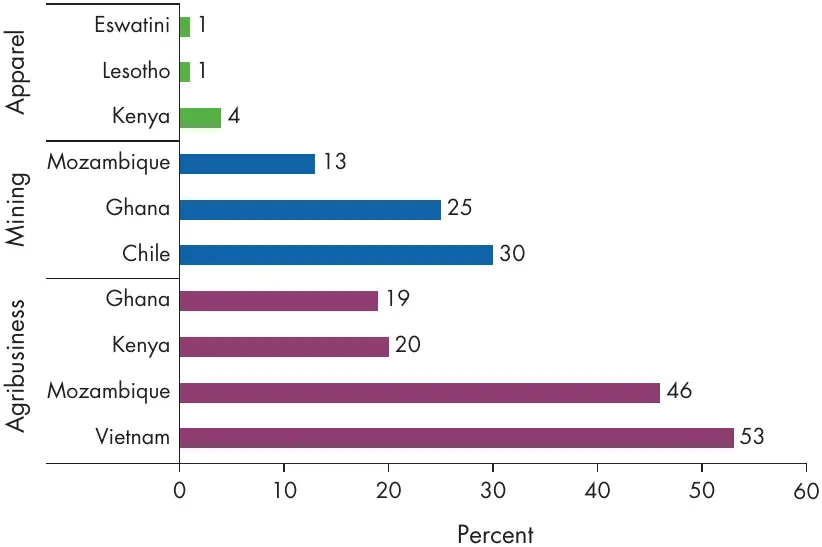 Apparel
Eswatini 1
Lesotho 1
Kenya 4
Mining
Mozambique 13
Ghana 25
Chile 30
Agribusiness
Ghana 19
Kenya 20
Mozambique 46
Vietnam 53
0 10 20 30 40 50 60
Percent